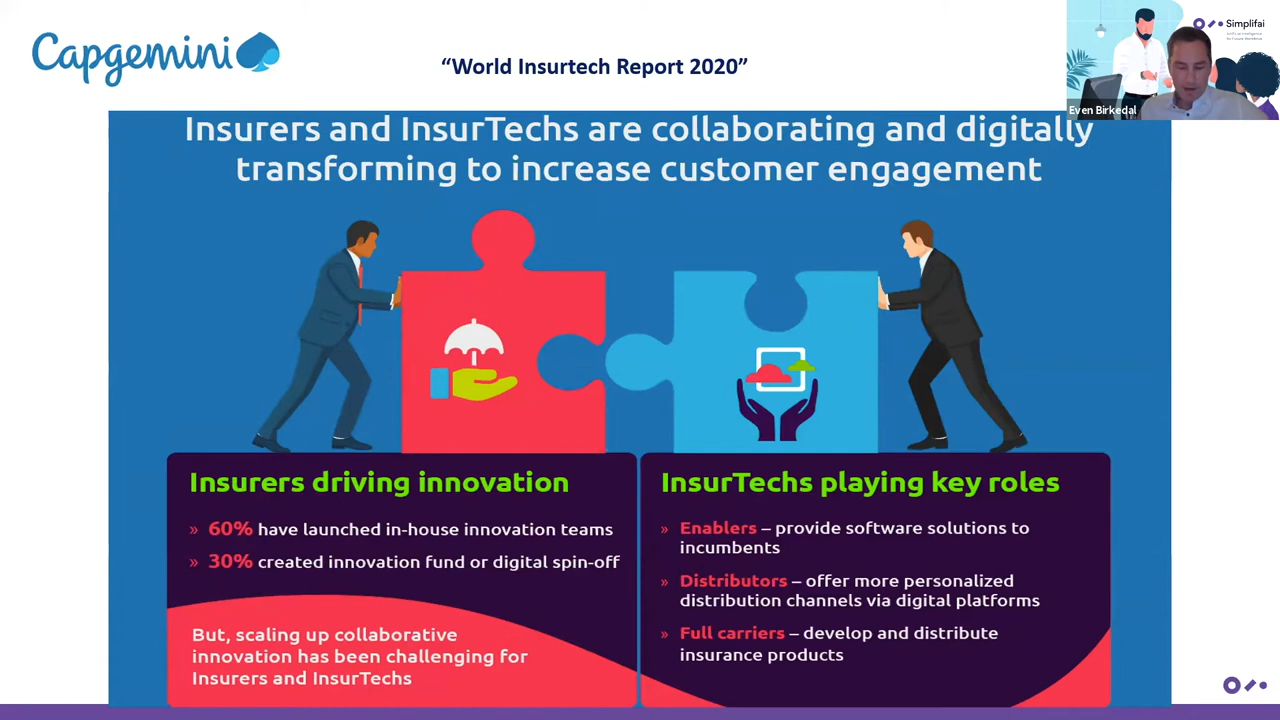 Capgemini
“World Insurtech Report 2020”
Simplifai
Even Birkedal
Insurers and InsurTechs are collaborating and digitally
transforming to increase customer engagement
Insurers driving innovation
» 60% have launched in-house innovation teams
» 30% created innovation fund or digital spin-off
But, scaling up collaborative
innovation has been challenging for
Insurers and InsurTechs
InsurTechs playing key roles
» Enablers – provide software solutions to
incumbents
» Distributors – offer more personalized
distribution channels via digital platforms
» Full carriers – develop and distribute
insurance products